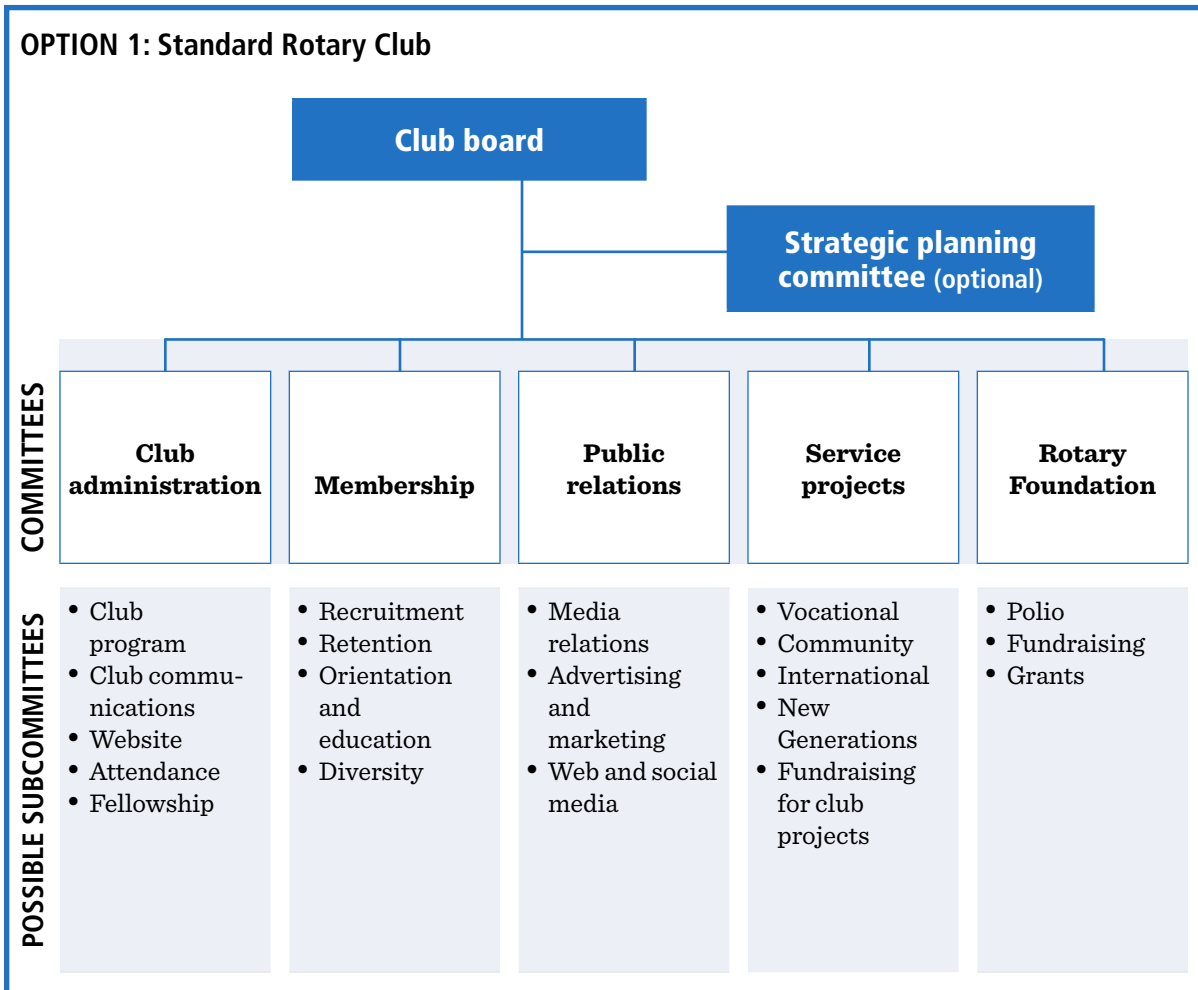 OPTION 1: Standard Rotary Club
Club board
Strategic planning
committee (optional)
COMMITTEES
Club
administration
Membership
Public
relations
Service
projects
Rotary
Foundation
POSSIBLE SUBCOMMITTEES
• Club
program
• Club commu-
nications
• Website
• Attendance
• Fellowship
• Recruitment
• Retention
• Orientation
and
education
• Diversity
• Media
relations
• Advertising
and
marketing
• Web and social
media
• Vocational
• Community
• International
• New
Generations
• Fundraising
for club
projects
• Polio
• Fundraising
• Grants